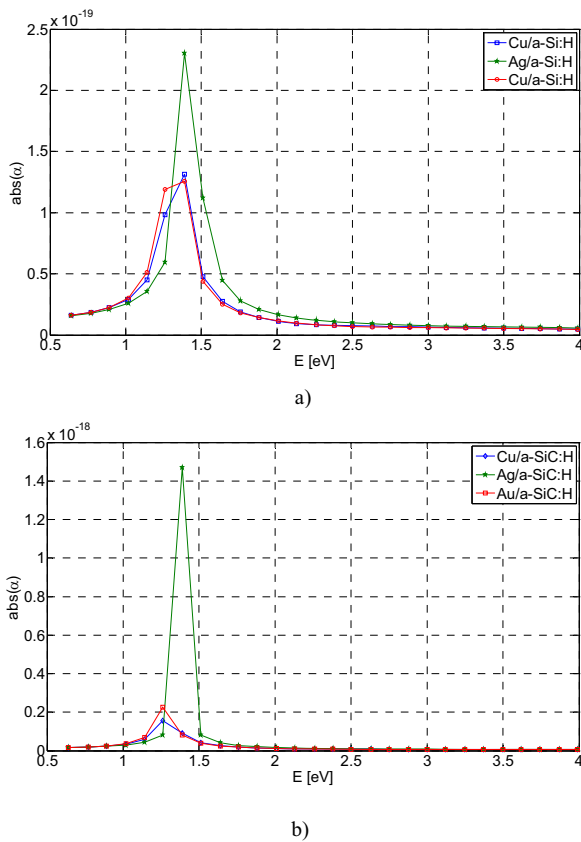 x 10^-19
2.5
2
1.5
1
0.5
0
abs(α)
Cu/a-Si:H
Ag/a-Si:H
Cu/a-Si:H
0.5 1 1.5 2 2.5 3 3.5 4
E [eV]
a)
x 10^-18
1.6
1.4
1.2
1
0.8
0.6
0.4
0.2
0
abs(α)
Cu/a-SiC:H
Ag/a-SiC:H
Au/a-SiC:H
0.5 1 1.5 2 2.5 3 3.5 4
E [eV]
b)